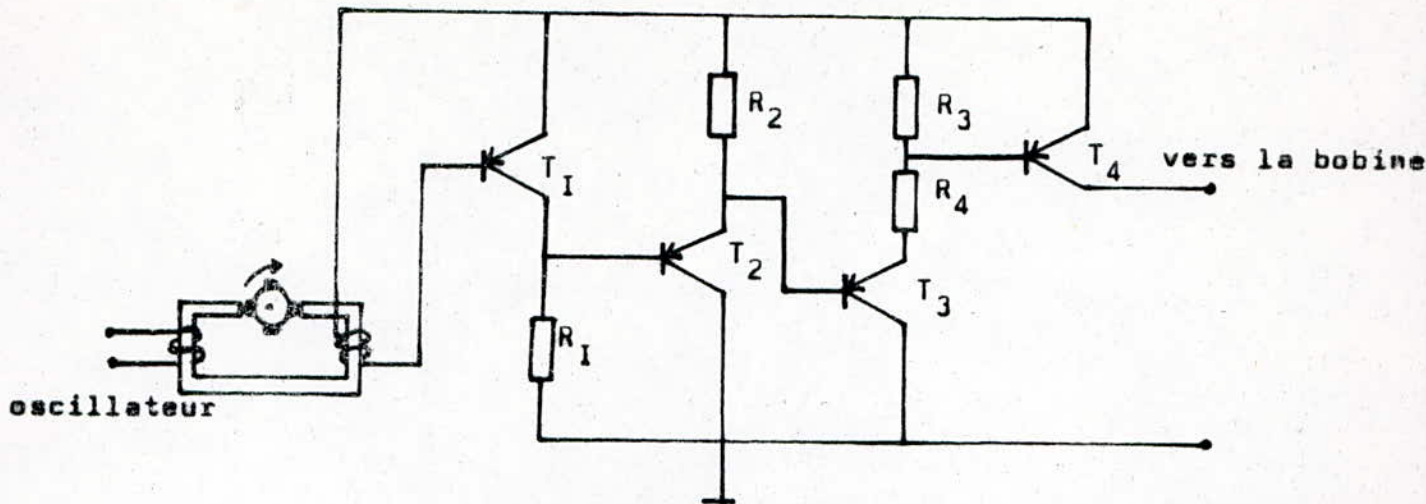 R2
R3
TI
T4
vers la bobine
R4
T2
T3
RI
oscillateur